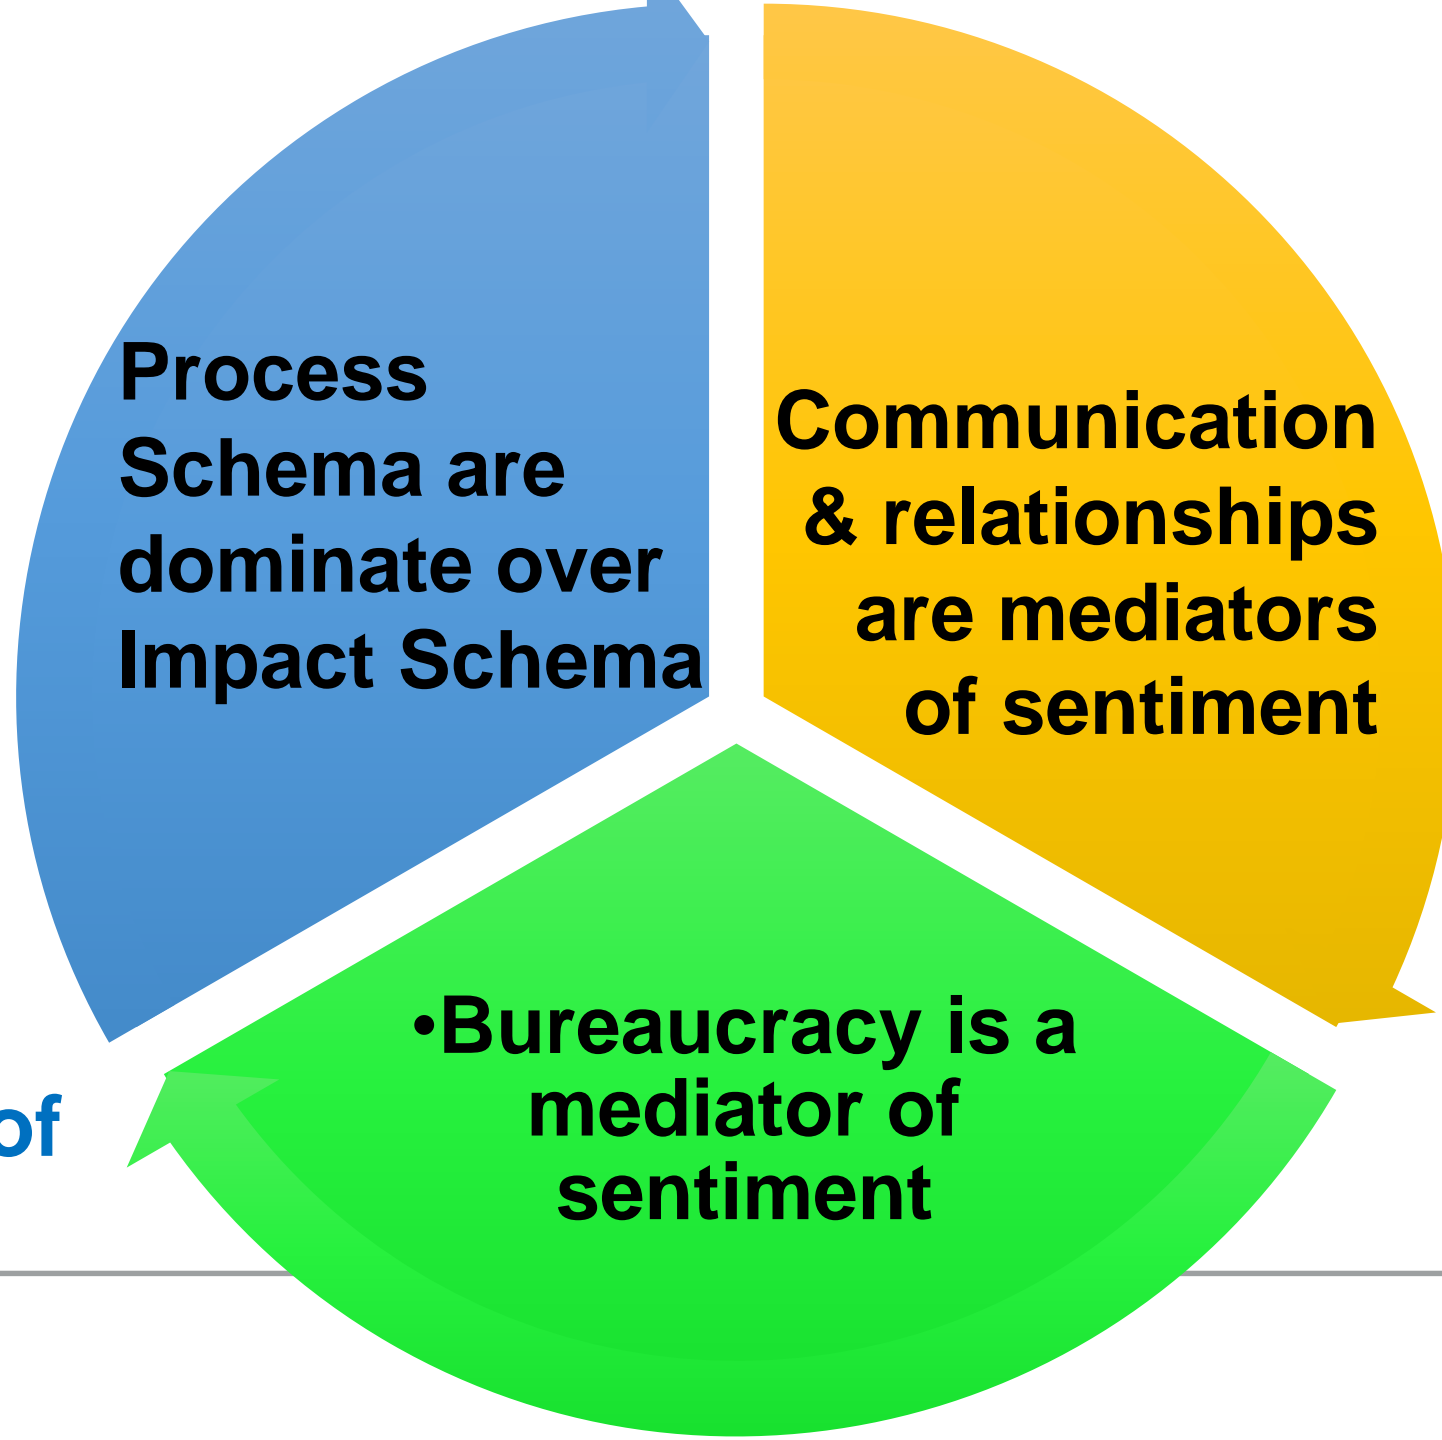 Process
Schema are
dominate over
Impact Schema
Communication
& relationships
are mediators
of sentiment
•Bureaucracy is a
mediator of
sentiment
of